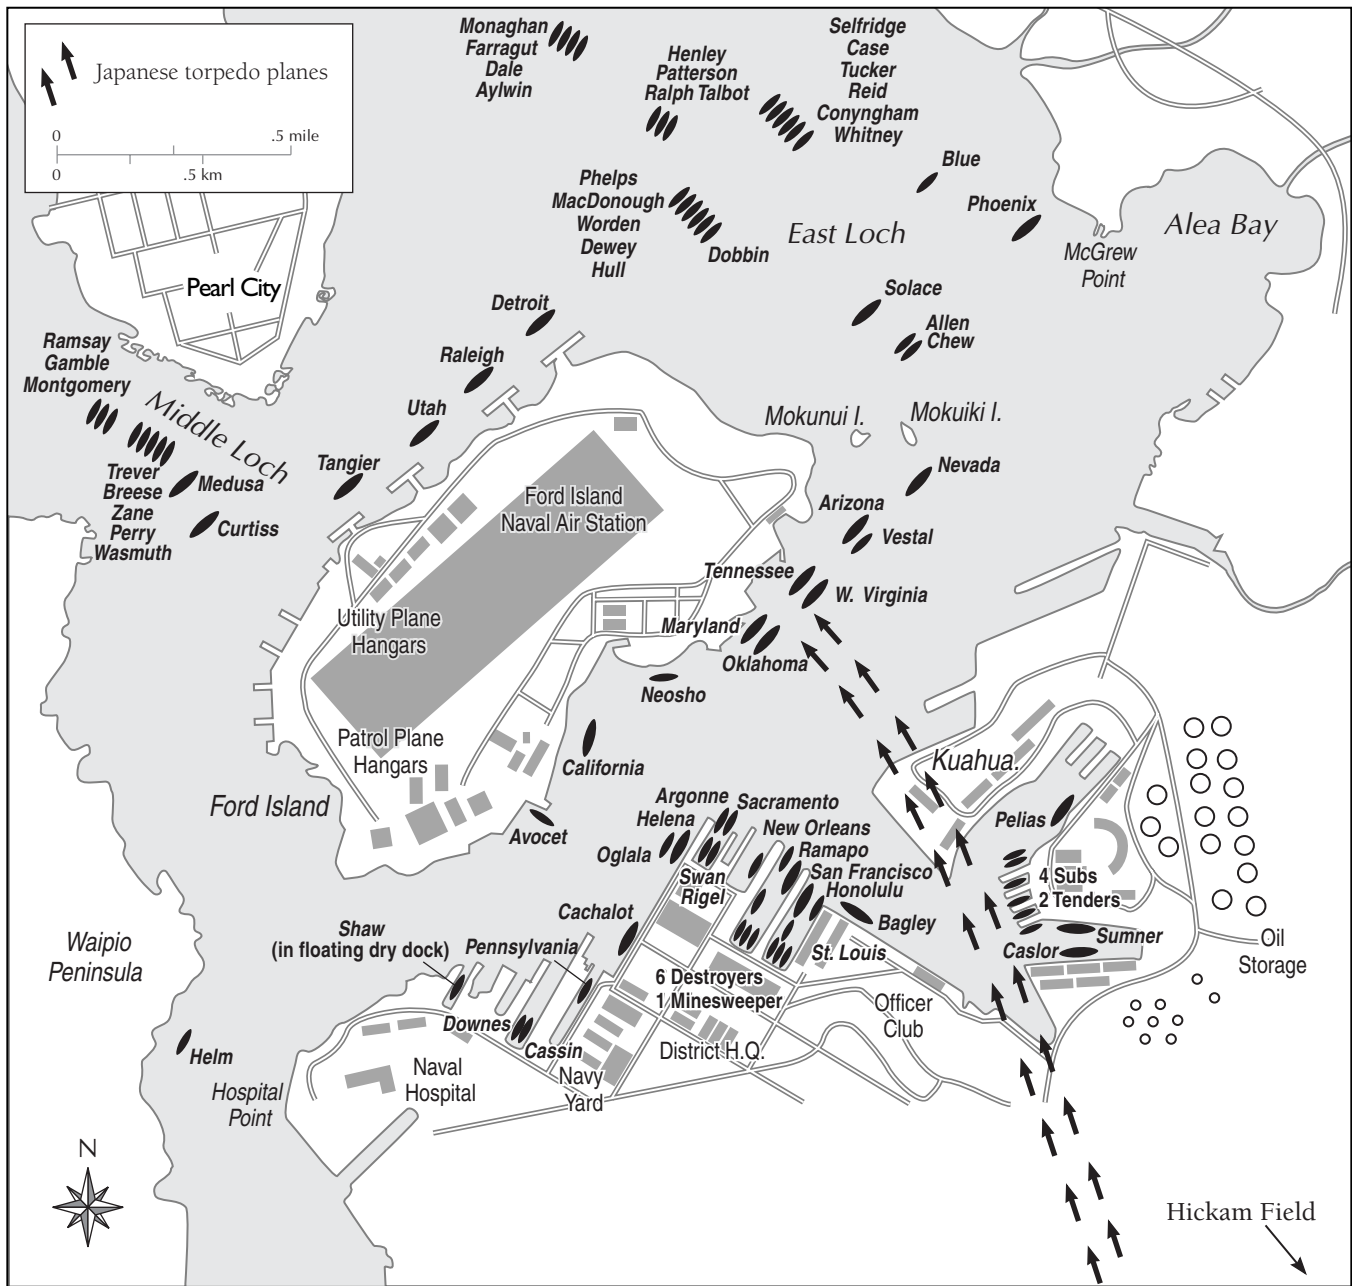 Japanese torpedo planes
0
.5 mile
0
.5 km
Monaghan
Farragut
Dale
Aylwin
Henley
Patterson
Ralph Talbot
Selfridge
Case
Tucker
Reid
Conyngham
Whitney
Blue
Phoenix
McGrew
Point
Alea Bay
Phelps
MacDonough
Worden
Dewey
Hull
Dobbin
East Loch
Pearl City
Detroit
Solace
Allen
Chew
Ramsay
Gamble
Montgomery
Raleigh
Middle Loch
Utah
Mokunui I.
Mokuiki I.
Trever
Breese
Zane
Perry
Wasmuth
Medusa
Curtiss
Tangier
Nevada
Ford Island
Naval Air Station
Arizona
Vestal
Tennessee
W. Virginia
Utility Plane
Hangars
Maryland
Oklahoma
Neosho
Patrol Plane
Hangars
California
Kuahua.
Ford Island
Avocet
Argonne
Sacramento
Helena
Oglala
New Orleans
Ramapo
San Francisco
Honolulu
Swan
Rigel
Pelias
4 Subs
2 Tenders
Cachalot
Bagley
Sumner
Caslor
Oil
Storage
Waipio
Peninsula
Shaw
(in floating dry dock)
Pennsylvania
St. Louis
6 Destroyers
1 Minesweeper
Officer
Club
Downes
Cassin
District H.Q.
Helm
Naval
Hospital
Navy
Yard
Hospital
Point
N
Hickam Field